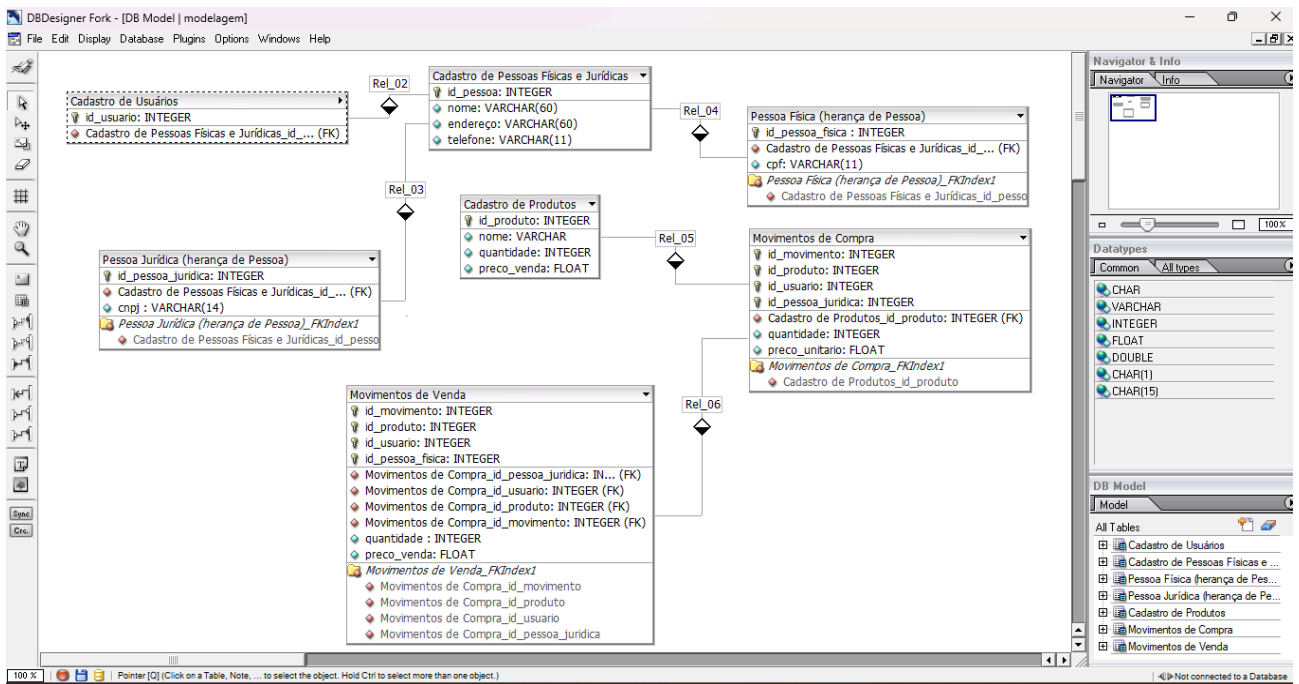 DBDesigner Fork - [DB Model | modelagem]
File Edit Display Database Plugins Options Windows Help
Rel_02
Cadastro de Usuários
id_usuario: INTEGER
Cadastro de Pessoas Físicas e Jurídicas_id_... (FK)
Cadastro de Pessoas Físicas e Jurídicas
id_pessoa: INTEGER
nome: VARCHAR(60)
endereço: VARCHAR(60)
telefone: VARCHAR(11)
Rel_04
Pessoa Física (herança de Pessoa)
id_pessoa_fisica : INTEGER
Cadastro de Pessoas Físicas e Jurídicas_id_... (FK)
cpf: VARCHAR(11)
Pessoa Física (herança de Pessoa)_FKIndex1
Cadastro de Pessoas Físicas e Jurídicas_id_pesso
Rel_03
Cadastro de Produtos
id_produto: INTEGER
nome: VARCHAR
quantidade: INTEGER
preco_venda: FLOAT
Rel_05
Pessoa Jurídica (herança de Pessoa)
id_pessoa_juridica: INTEGER
Cadastro de Pessoas Físicas e Jurídicas_id_... (FK)
cnpj : VARCHAR(14)
Pessoa Jurídica (herança de Pessoa)_FKIndex1
Cadastro de Pessoas Físicas e Jurídicas_id_pesso
Movimentos de Compra
id_movimento: INTEGER
id_produto: INTEGER
id_usuario: INTEGER
id_pessoa_juridica: INTEGER
Cadastro de Produtos_id_produto: INTEGER (FK)
quantidade: INTEGER
preco_unitario: FLOAT
Movimentos de Compra_FKIndex1
Cadastro de Produtos_id_produto
Rel_06
Movimentos de Venda
id_movimento: INTEGER
id_produto: INTEGER
id_usuario: INTEGER
id_pessoa_fisica: INTEGER
Movimentos de Compra_id_pessoa_juridica: IN... (FK)
Movimentos de Compra_id_usuario: INTEGER (FK)
Movimentos de Compra_id_produto: INTEGER (FK)
Movimentos de Compra_id_movimento: INTEGER (FK)
quantidade : INTEGER
preco_venda: FLOAT
Movimentos de Venda_FKIndex1
Movimentos de Compra_id_movimento
Movimentos de Compra_id_produto
Movimentos de Compra_id_usuario
Movimentos de Compra_id_pessoa_juridica
Sync
Crc.
Navigator & Info
Navigator Info
100%
Datatypes
Common All types
CHAR
VARCHAR
INTEGER
FLOAT
DOUBLE
CHAR(1)
CHAR(15)
DB Model
Model
All Tables
Cadastro de Usuários
Cadastro de Pessoas Físicas e ...
Pessoa Física (herança de Pes...
Pessoa Jurídica (herança de Pe...
Cadastro de Produtos
Movimentos de Compra
Movimentos de Venda
100 % Pointer [Q] (Click on a Table, Note, ... to select the object. Hold Ctrl to select more than one object.) Not connected to a Database